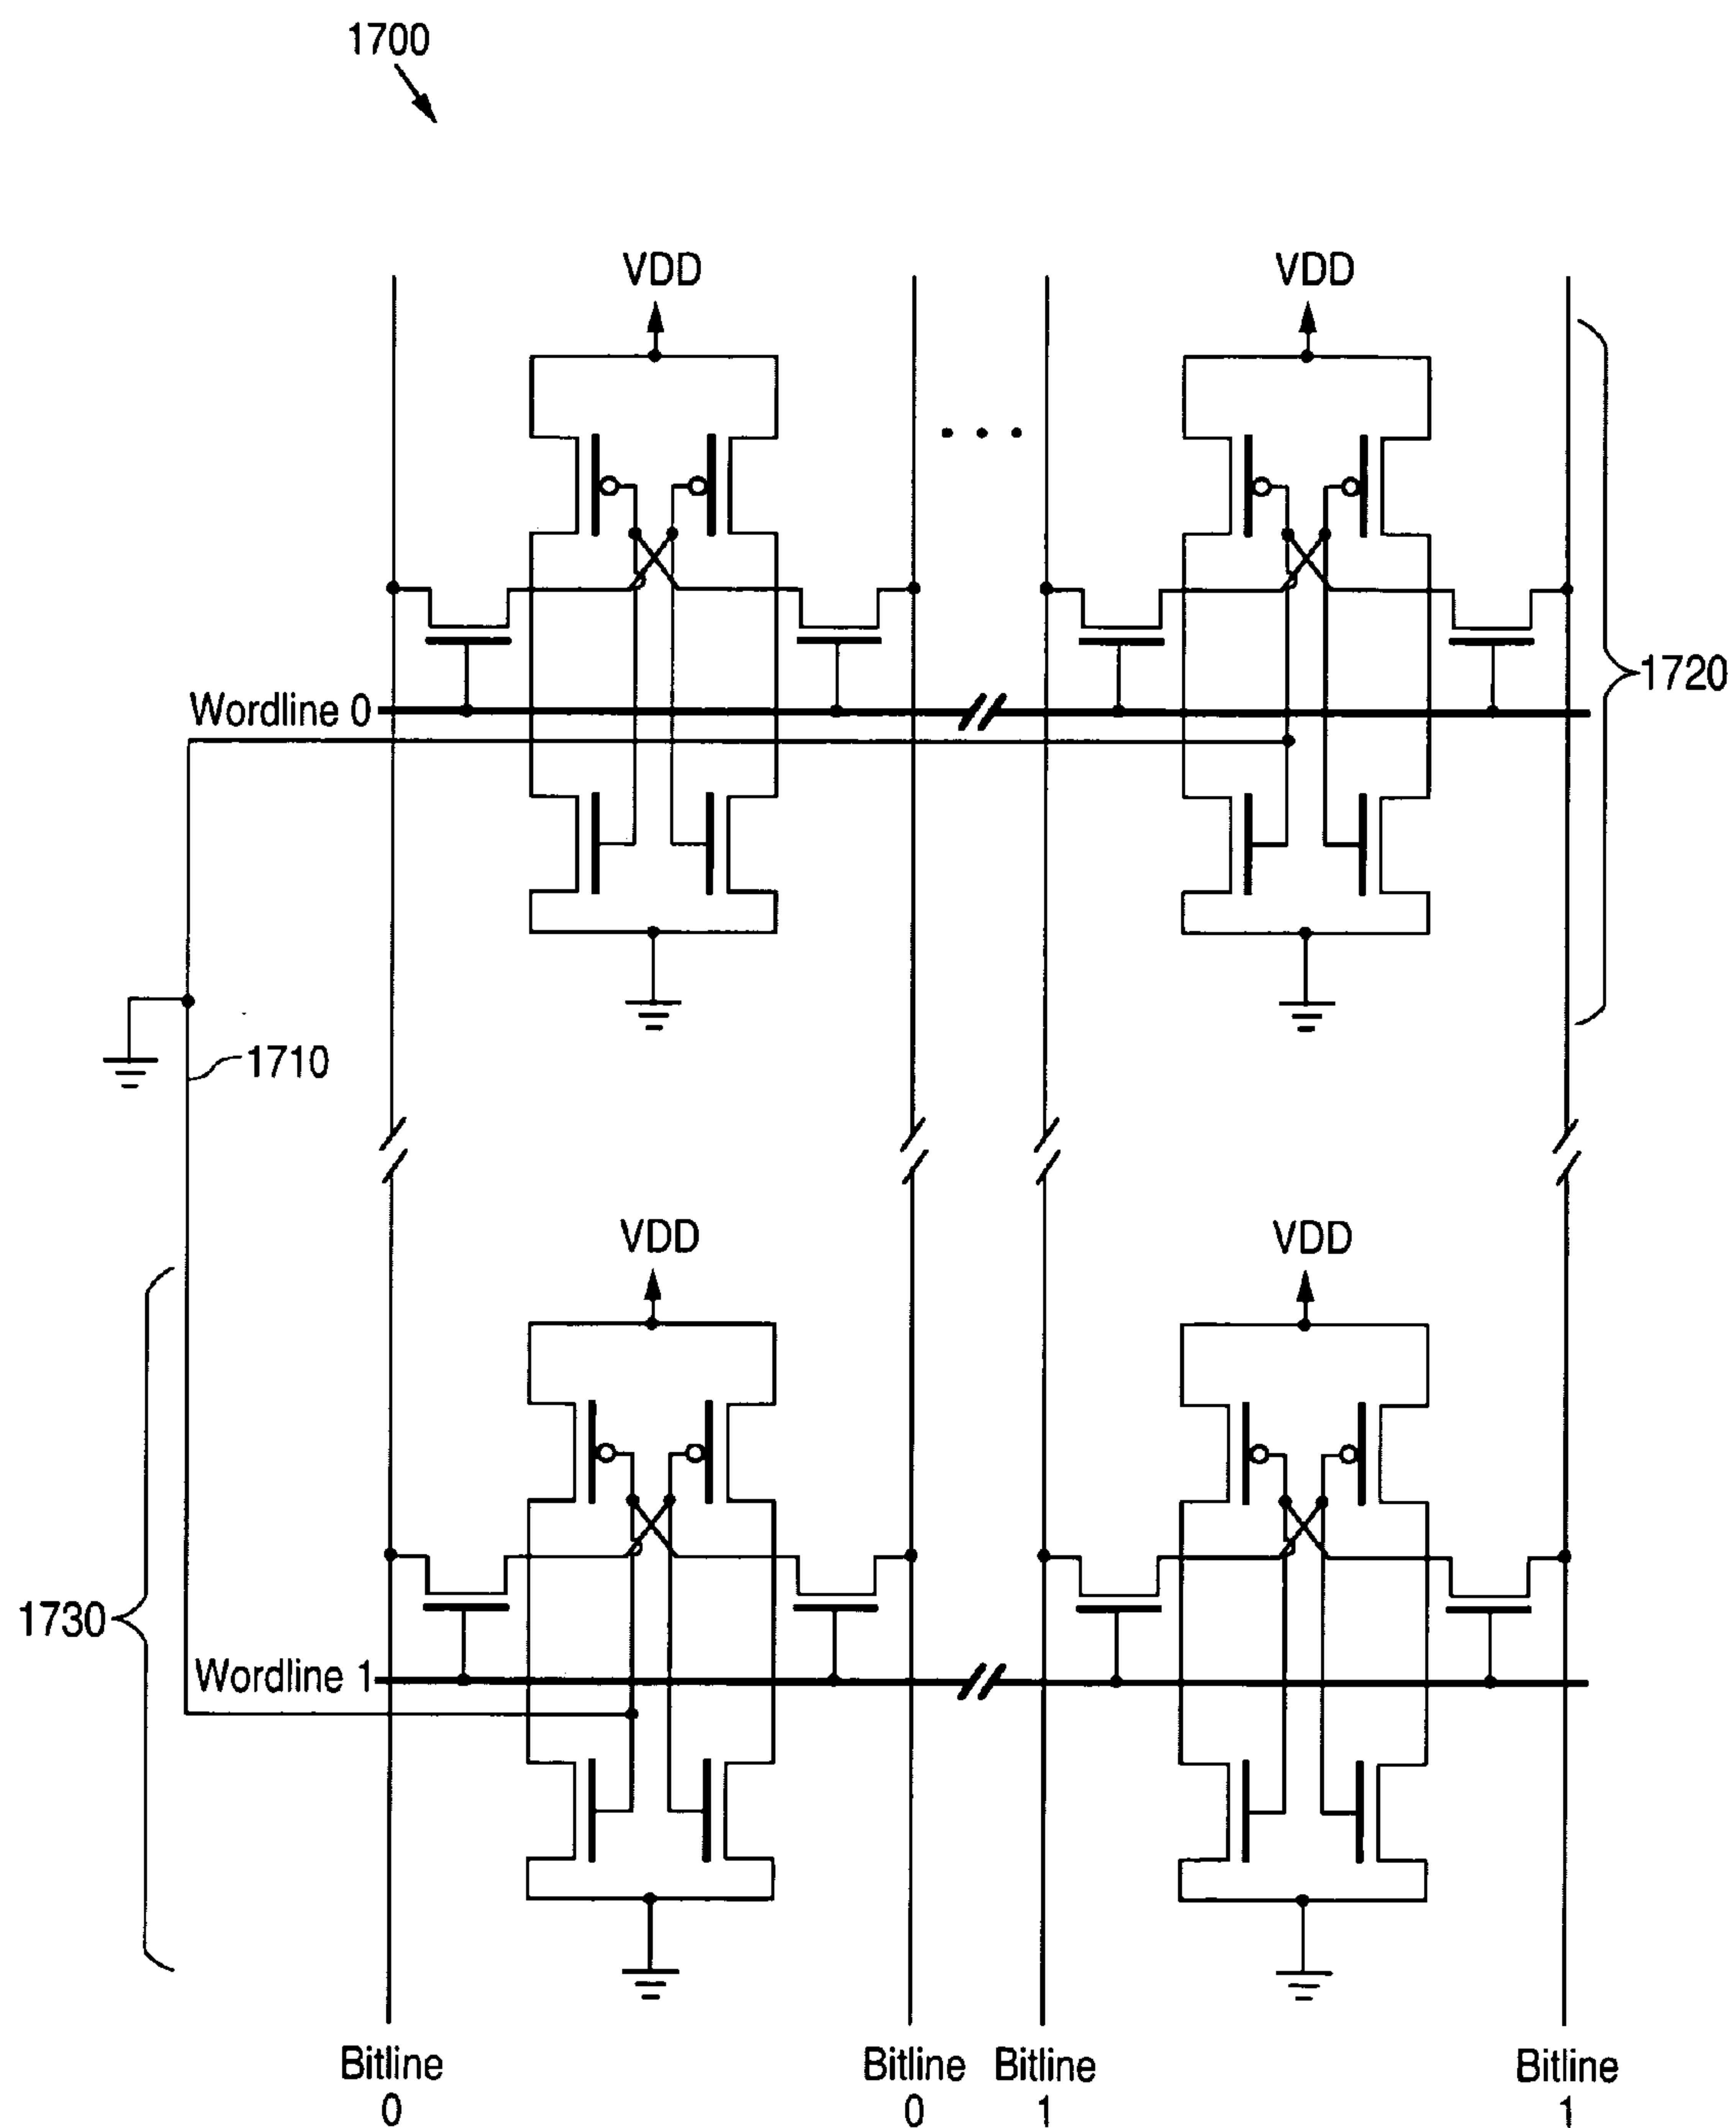 1700
VDD
VDD
1720
Wordline 0
1710
VDD
VDD
1730
Wordline 1
Bitline
0
Bitline
0
Bitline
1
Bitline
1